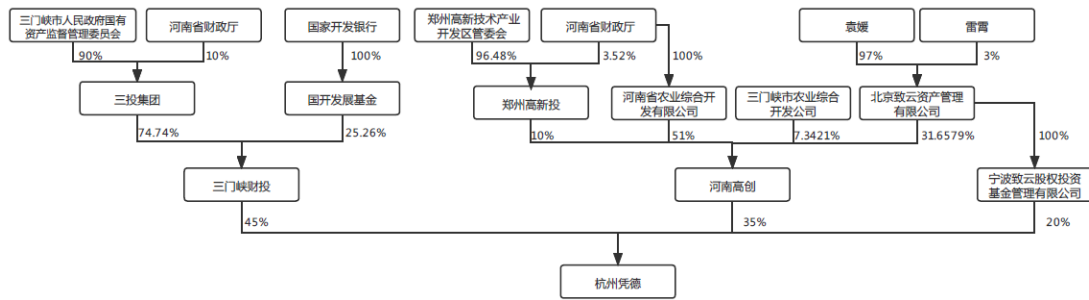 三门峡市人民政府国有
资产监督管理委员会
河南省财政厅
国家开发银行
郑州高新技术产业
开发区管委会
河南省财政厅
袁媛
雷霄
90%
10%
100%
96.48%
3.52%
100%
97%
3%
三投集团
国开发展基金
郑州高新投
河南省农业综合开
发有限公司
三门峡市农业综合
开发公司
北京致云资产管理
有限公司
74.74%
25.26%
10%
51%
7.3421%
31.6579%
100%
三门峡财投
河南高创
宁波致云股权投资
基金管理有限公司
45%
35%
20%
杭州凭德